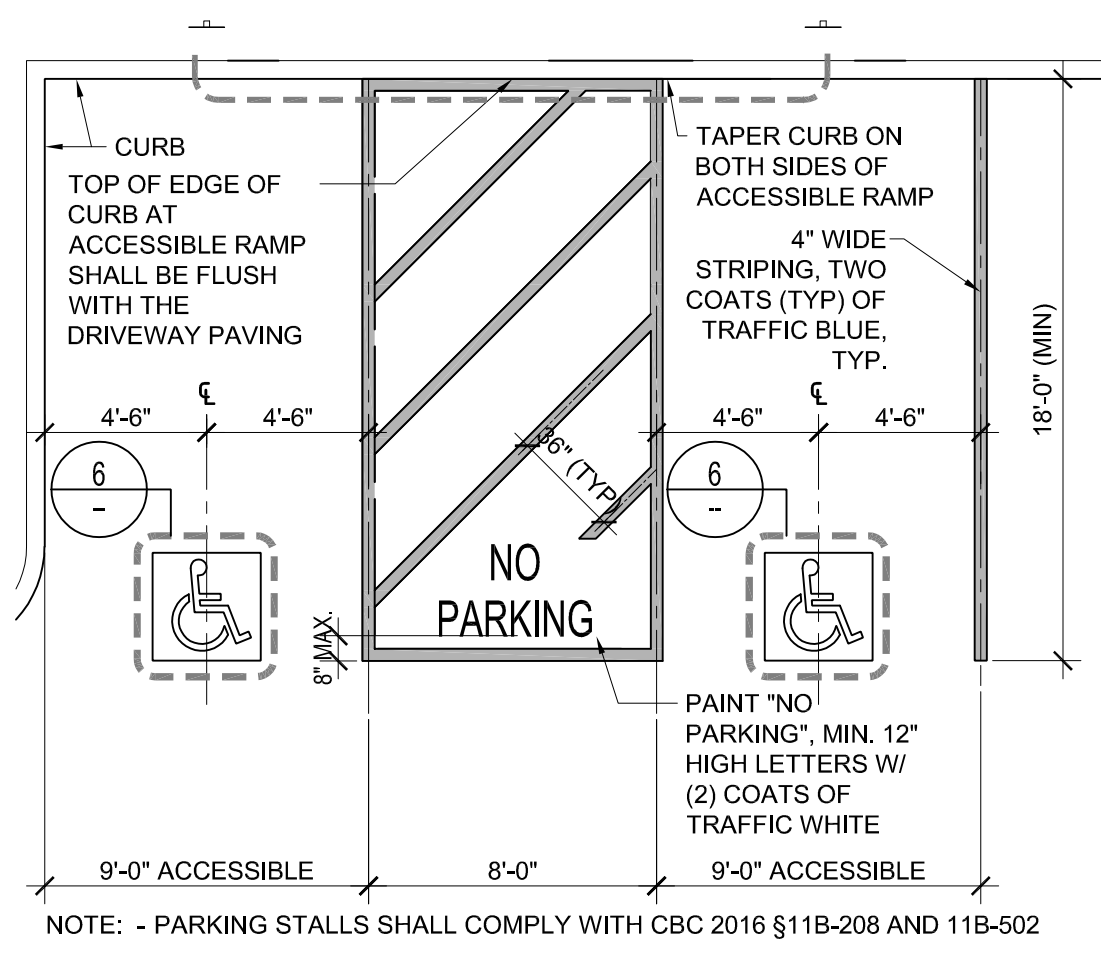 CURB
TOP OF EDGE OF
CURB AT
ACCESSIBLE RAMP
SHALL BE FLUSH
WITH THE
DRIVEWAY PAVING
TAPER CURB ON
BOTH SIDES OF
ACCESSIBLE RAMP
4" WIDE
STRIPING, TWO
COATS (TYP) OF
TRAFFIC BLUE,
TYP.
18'-0" (MIN)
℄
4'-6"
4'-6"
℄
4'-6"
4'-6"
6
-
36" (TYP)
6
--
NO
PARKING
8" MAX.
PAINT "NO
PARKING", MIN. 12"
HIGH LETTERS W/
(2) COATS OF
TRAFFIC WHITE
9'-0" ACCESSIBLE
8'-0"
9'-0" ACCESSIBLE
NOTE: - PARKING STALLS SHALL COMPLY WITH CBC 2016 §11B-208 AND 11B-502